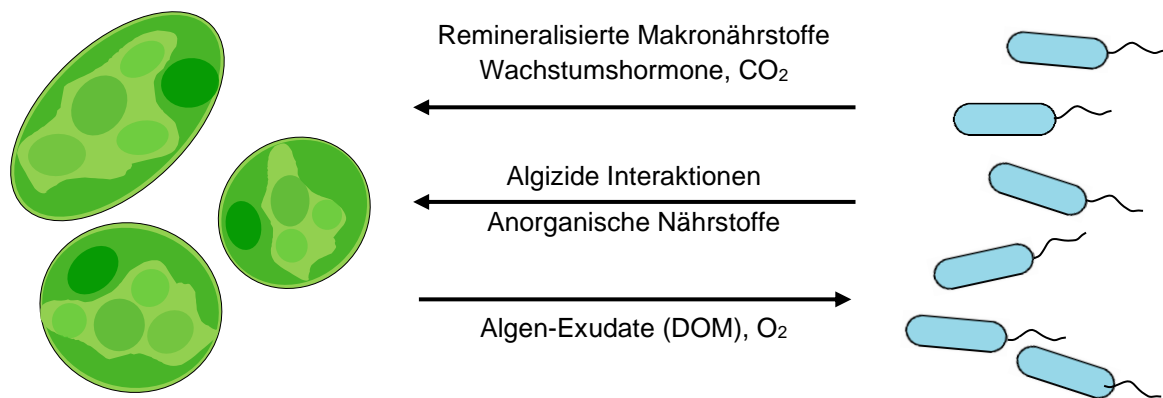 Remineralisierte Makronährstoffe
Wachstumshormone, CO₂
Algizide Interaktionen
Anorganische Nährstoffe
Algen-Exudate (DOM), O₂